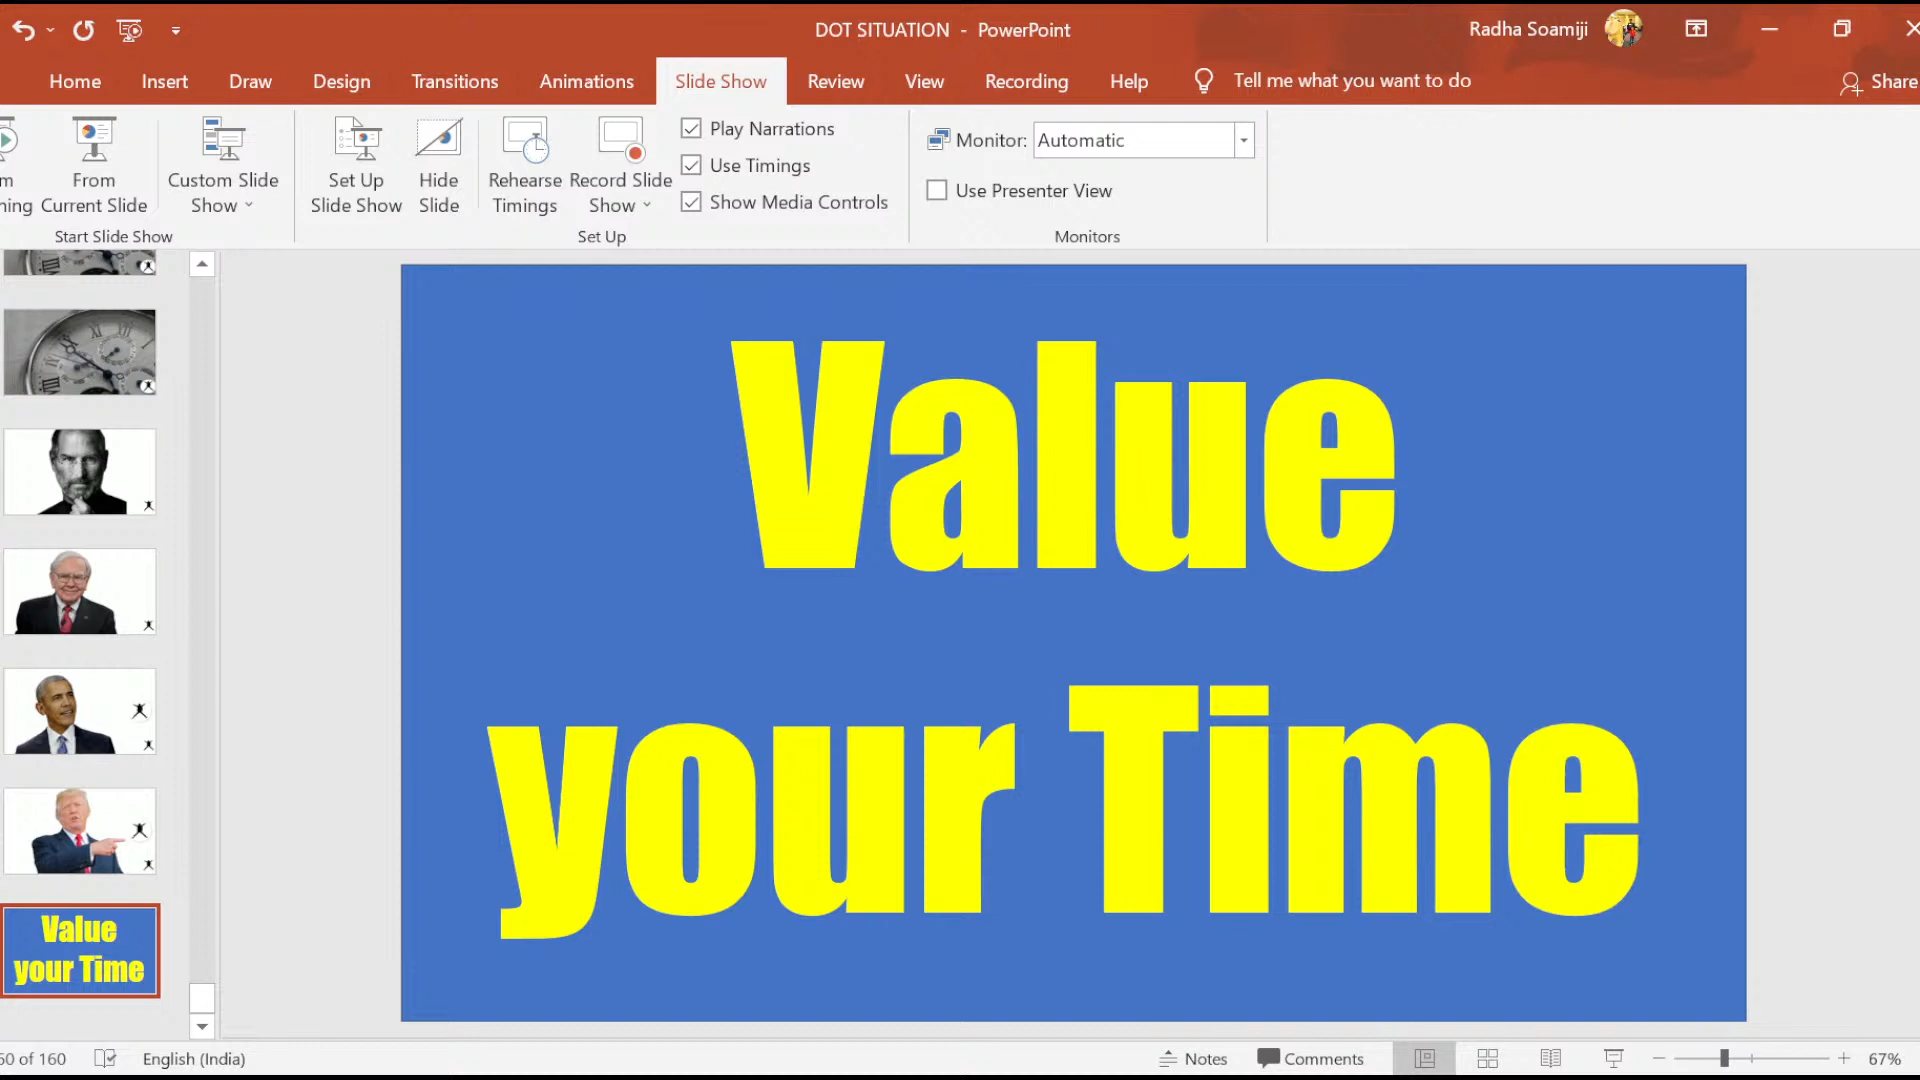 DOT SITUATION - PowerPoint
Radha Soamiji
Home Insert Draw Design Transitions Animations Slide Show Review View Recording Help Tell me what you want to do Share
From Current Slide
Custom Slide Show
Set Up Slide Show
Hide Slide
Rehearse Timings
Record Slide Show
Play Narrations
Use Timings
Show Media Controls
Monitor: Automatic
Use Presenter View
Start Slide Show
Set Up
Monitors
Value
your Time
Value
your Time
of 160
English (India)
Notes
Comments
67%